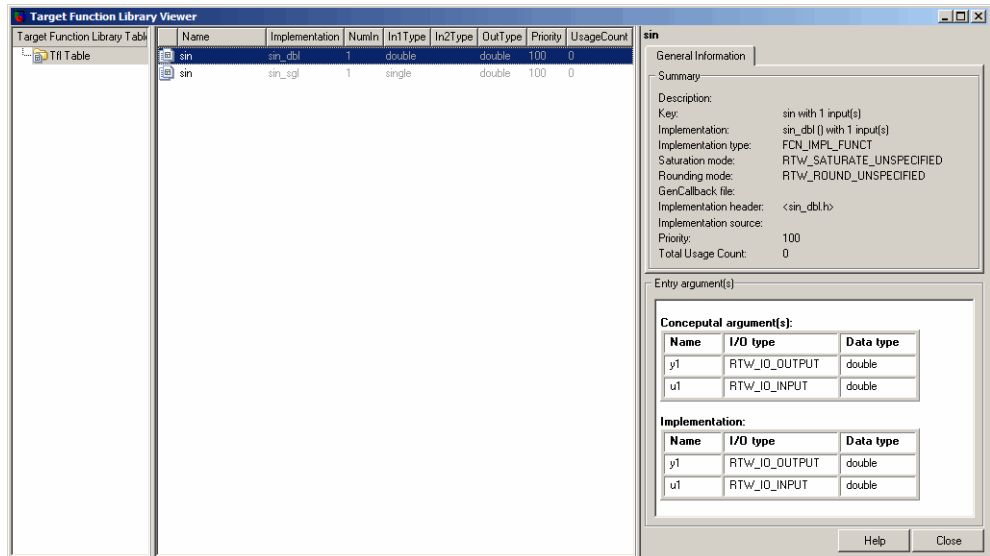 Target Function Library Viewer
Target Function Library Table
Tfl Table
Name Implementation NumIn In1Type In2Type OutType Priority UsageCount
sin sin_dbl 1 double double 100 0
sin sin_sgl 1 single double 100 0
sin
General Information
Summary
Description:
Key: sin with 1 input(s)
Implementation: sin_dbl () with 1 input(s)
Implementation type: FCN_IMPL_FUNCT
Saturation mode: RTW_SATURATE_UNSPECIFIED
Rounding mode: RTW_ROUND_UNSPECIFIED
GenCallback file:
Implementation header: <sin_dbl.h>
Implementation source:
Priority: 100
Total Usage Count: 0
Entry argument(s)
Conceputal argument(s):
Name I/O type Data type
y1 RTW_IO_OUTPUT double
u1 RTW_IO_INPUT double
Implementation:
Name I/O type Data type
y1 RTW_IO_OUTPUT double
u1 RTW_IO_INPUT double
Help Close